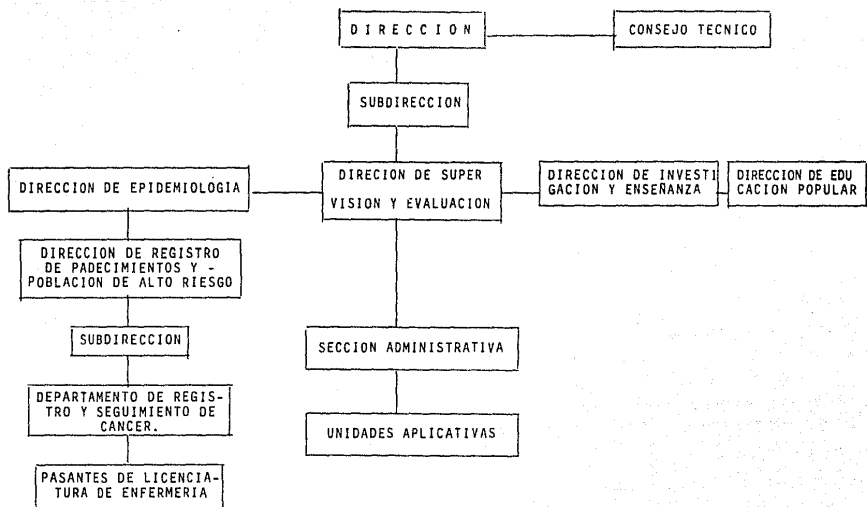 D I R E C C I O N
CONSEJO TECNICO
SUBDIRECCION
DIRECCION DE EPIDEMIOLOGIA
DIRECION DE SUPER
VISION Y EVALUACION
DIRECCION DE INVESTI
GACION Y ENSEÑANZA
DIRECCION DE EDU
CACION POPULAR
DIRECCION DE REGISTRO
DE PADECIMIENTOS Y -
POBLACION DE ALTO RIESGO
SUBDIRECCION
SECCION ADMINISTRATIVA
DEPARTAMENTO DE REGIS-
TRO Y SEGUIMIENTO DE
CANCER.
UNIDADES APLICATIVAS
PASANTES DE LICENCIA-
TURA DE ENFERMERIA